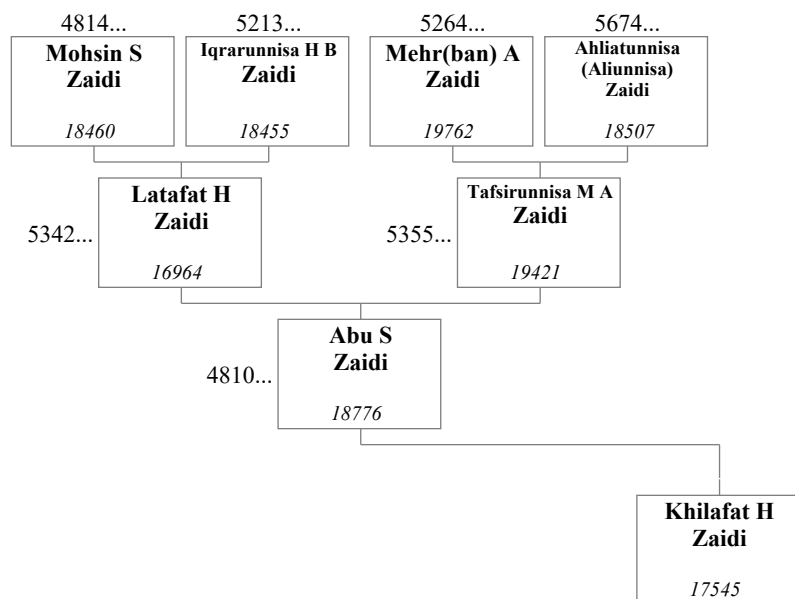 4814...
5213...
5264...
5674...
Mohsin S
Zaidi
18460
Iqrarunnisa H B
Zaidi
18455
Mehr(ban) A
Zaidi
19762
Ahliatunnisa
(Aliunnisa)
Zaidi
18507
5342...
Latafat H
Zaidi
16964
5355...
Tafsirunnisa M A
Zaidi
19421
4810...
Abu S
Zaidi
18776
Khilafat H
Zaidi
17545